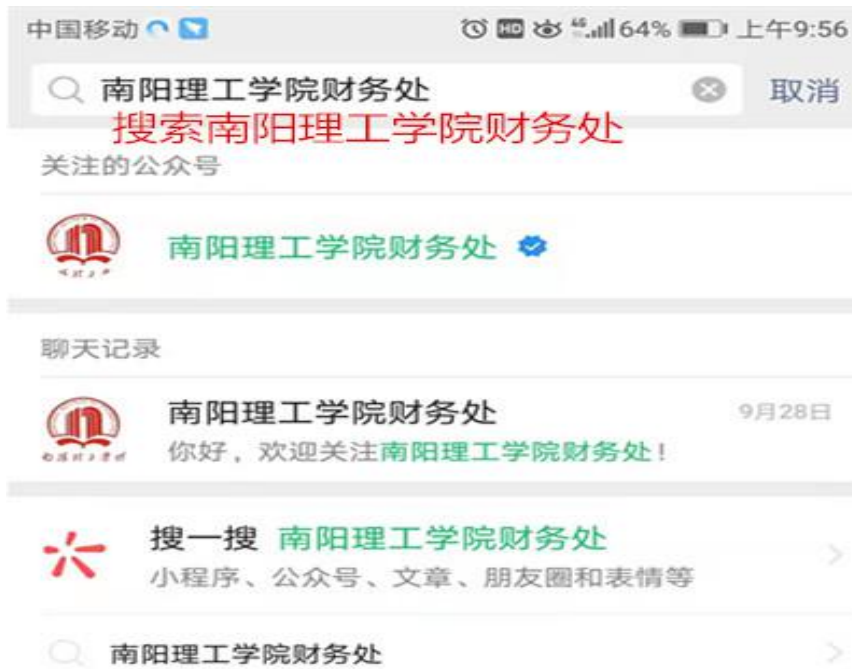 中国移动 HD 46 64% 上午9:56
南阳理工学院财务处 取消
搜索南阳理工学院财务处
关注的公众号
南阳理工学院财务处
聊天记录
南阳理工学院财务处 9月28日
你好，欢迎关注南阳理工学院财务处！
搜一搜 南阳理工学院财务处
小程序、公众号、文章、朋友圈和表情等
南阳理工学院财务处